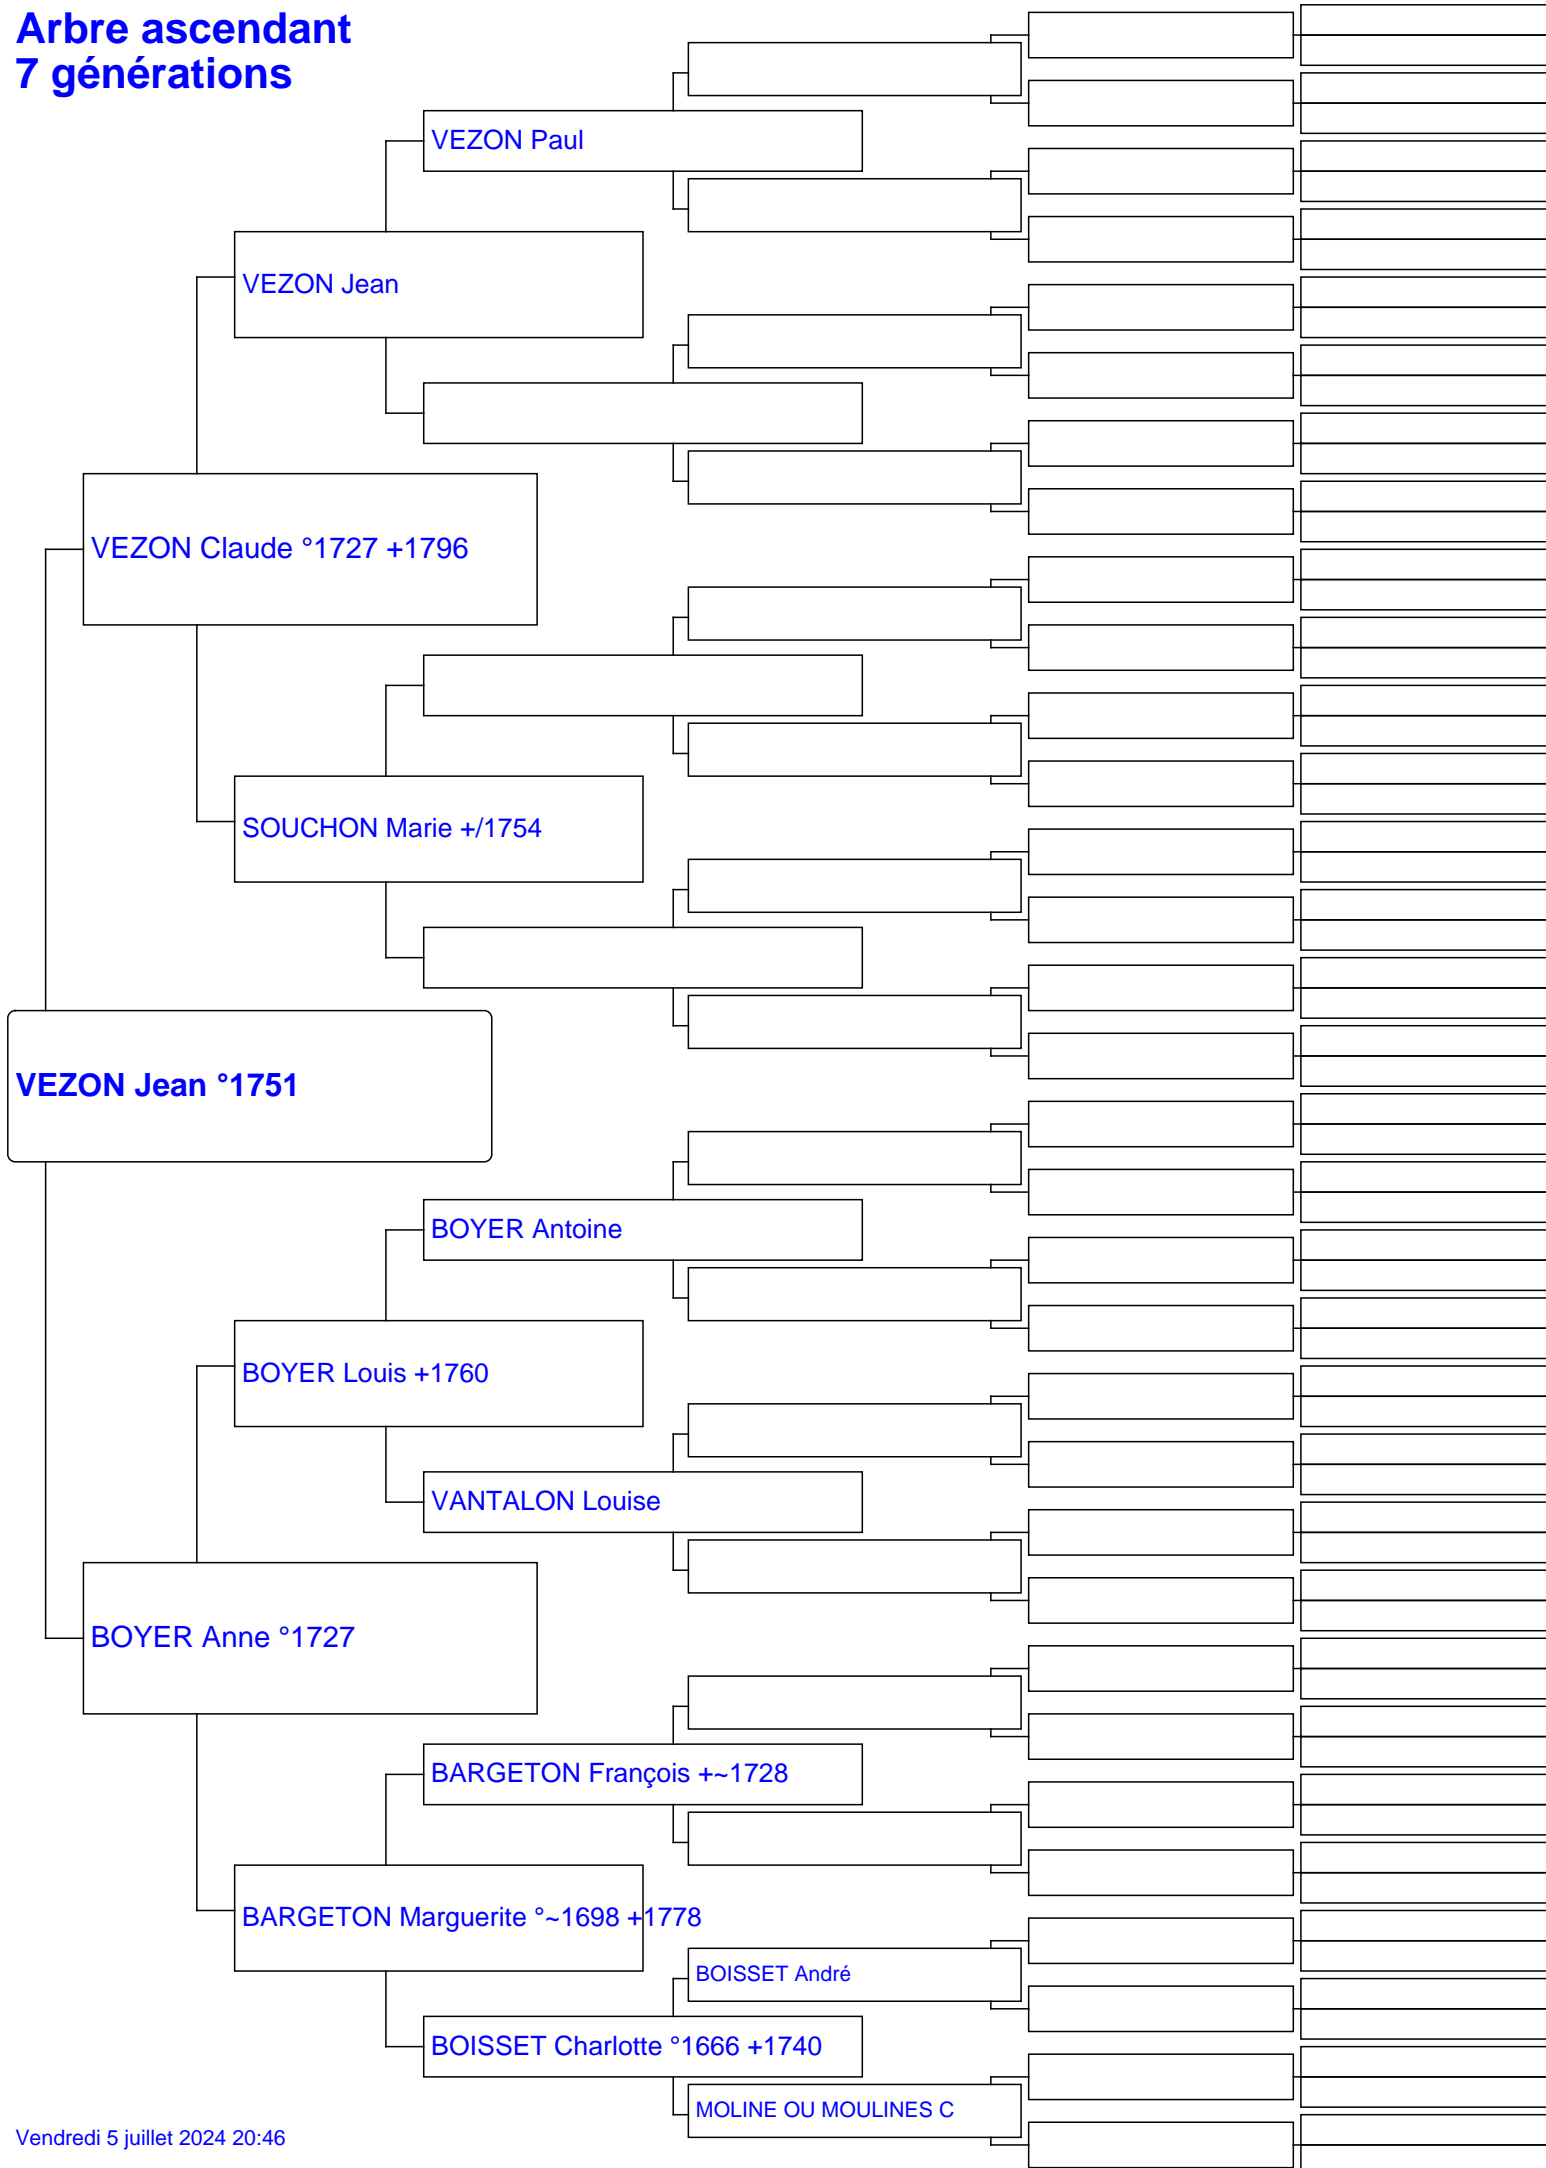 Arbre ascendant
7 générations
VEZON Paul
VEZON Jean
VEZON Claude °1727 +1796
SOUCHON Marie +/1754
VEZON Jean °1751
BOYER Antoine
BOYER Louis +1760
VANTALON Louise
BOYER Anne °1727
BARGETON François +~1728
BARGETON Marguerite °~1698 +1778
BOISSET André
BOISSET Charlotte °1666 +1740
MOLINE OU MOULINES C
Vendredi 5 juillet 2024 20:46